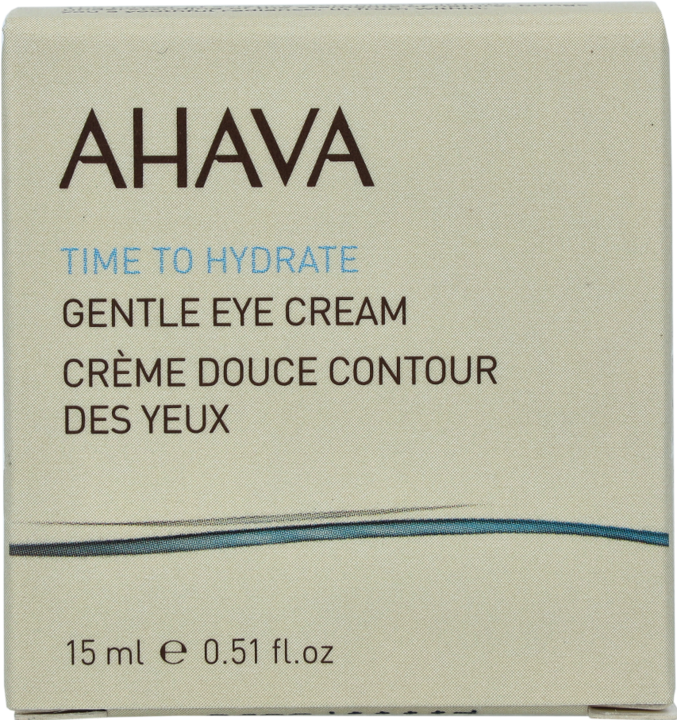 AHAVA
TIME TO HYDRATE
GENTLE EYE CREAM
CRÈME DOUCE CONTOUR
DES YEUX
15 ml ℮ 0.51 fl.oz